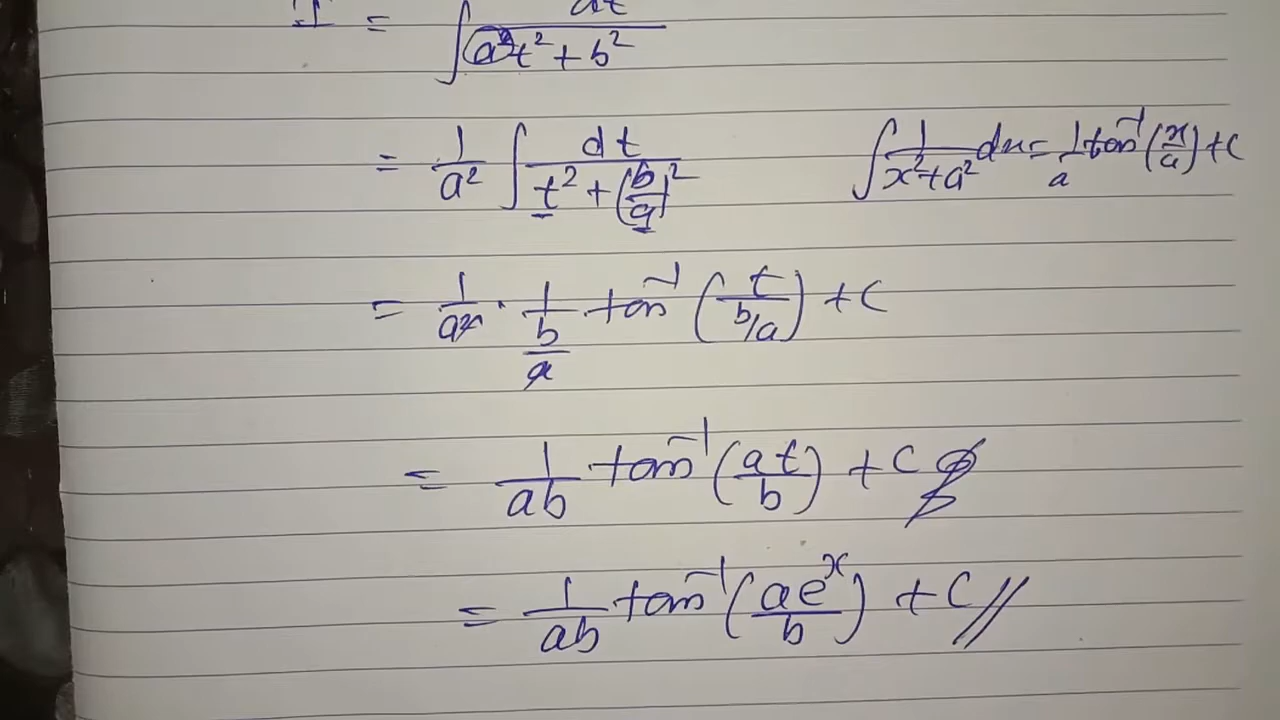 I = ∫ dt / a²t² + b²
= 1/a² ∫ dt / t² + (b/a)²
∫ 1/x²+a² dx = 1/a tan⁻¹ (x/a) + C
= 1/a² · 1/(b/a) · tan⁻¹ (t / b/a) + C
= 1/ab tan⁻¹ (at/b) + C
= 1/ab tan⁻¹ (ae^x/b) + C //